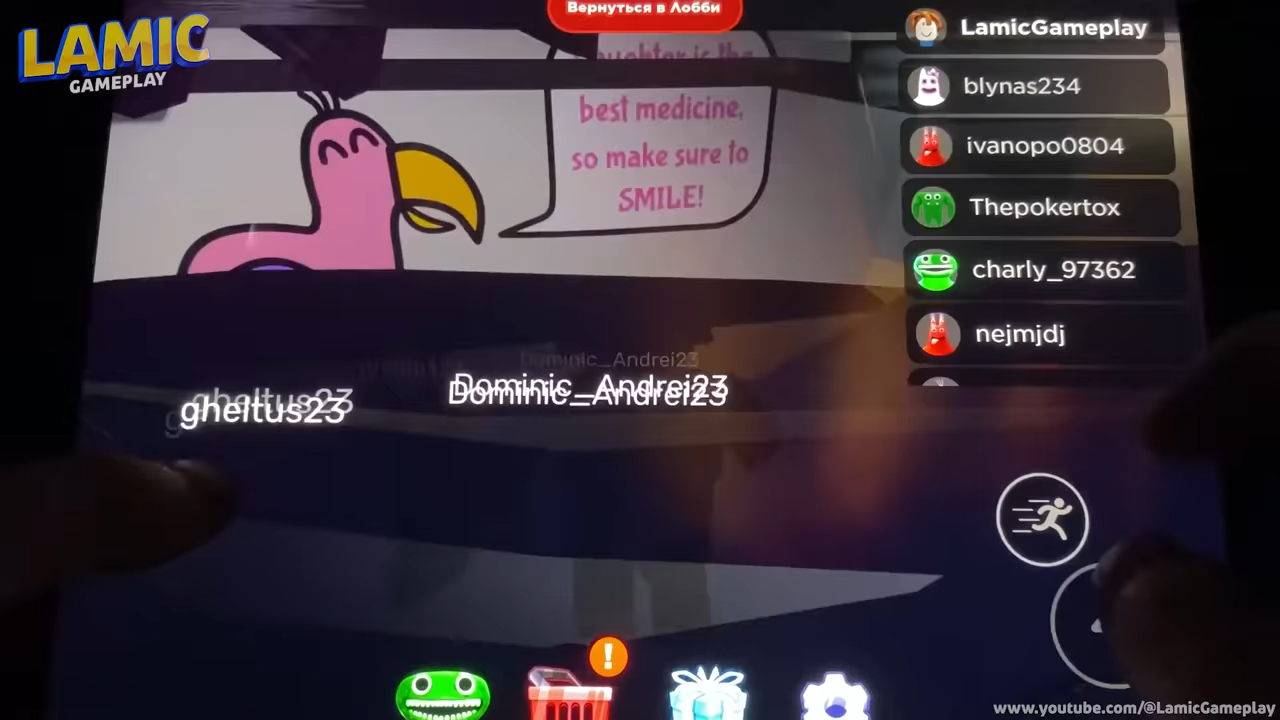 LAMIC
GAMEPLAY
Вернуться в Лобби
best medicine,
so make sure to
SMILE!
LamicGameplay
blynas234
ivanopo0804
Thepokertox
charly_97362
nejmjdj
Dominic_Andrei23
gheltus23
Dominic_Andrei23
!
www.youtube.com/@LamicGameplay